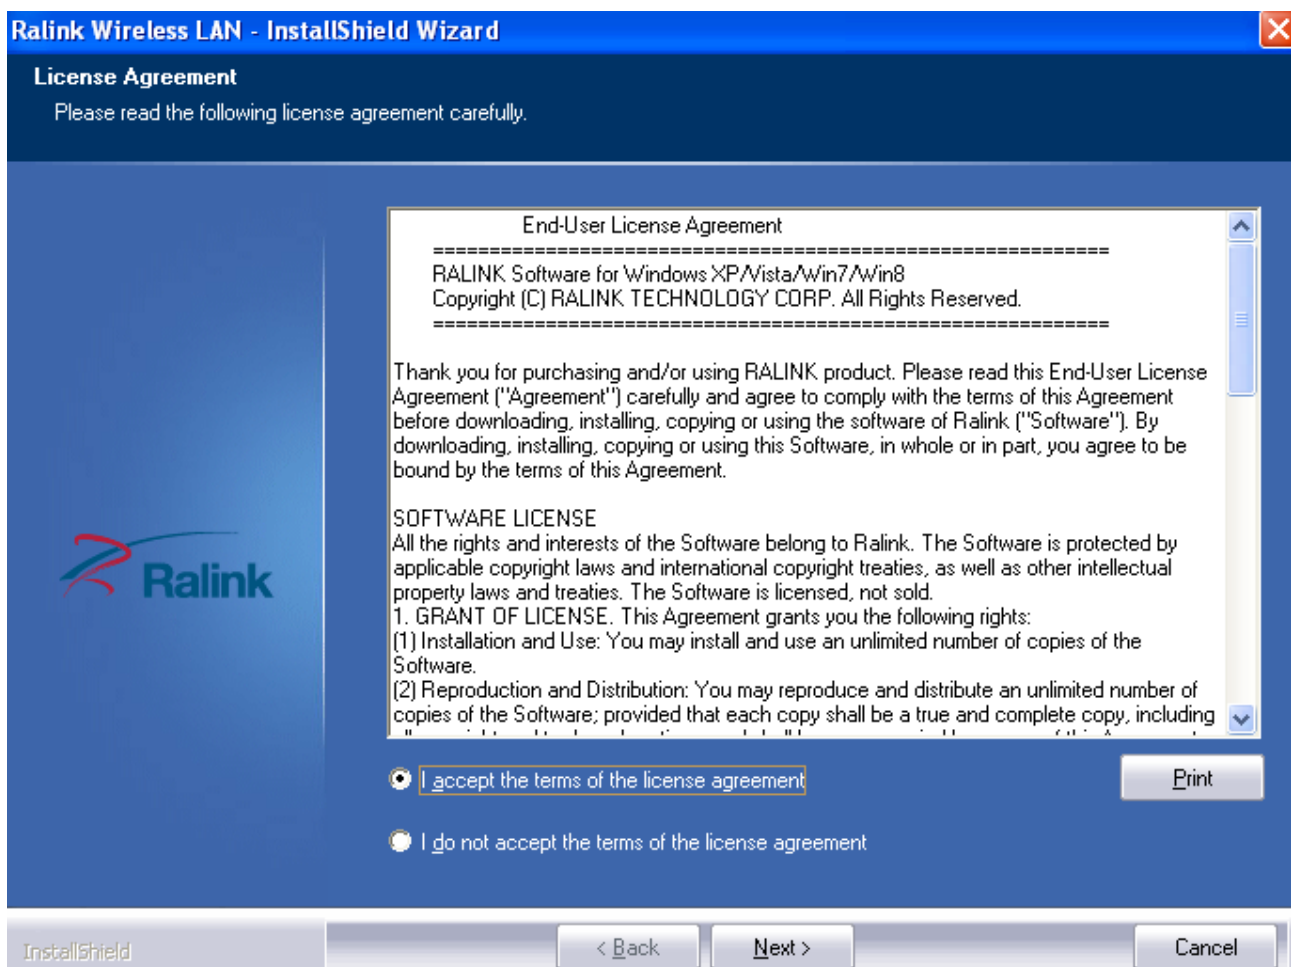 Ralink Wireless LAN - InstallShield Wizard
License Agreement
Please read the following license agreement carefully.
End-User License Agreement
============================================================
RALINK Software for Windows XP/Vista/Win7/Win8
Copyright (C) RALINK TECHNOLOGY CORP. All Rights Reserved.
============================================================
Thank you for purchasing and/or using RALINK product. Please read this End-User License
Agreement ("Agreement") carefully and agree to comply with the terms of this Agreement
before downloading, installing, copying or using the software of Ralink ("Software"). By
downloading, installing, copying or using this Software, in whole or in part, you agree to be
bound by the terms of this Agreement.
SOFTWARE LICENSE
All the rights and interests of the Software belong to Ralink. The Software is protected by
applicable copyright laws and international copyright treaties, as well as other intellectual
property laws and treaties. The Software is licensed, not sold.
1. GRANT OF LICENSE. This Agreement grants you the following rights:
(1) Installation and Use: You may install and use an unlimited number of copies of the
Software.
(2) Reproduction and Distribution: You may reproduce and distribute an unlimited number of
copies of the Software; provided that each copy shall be a true and complete copy, including
Ralink
I accept the terms of the license agreement
Print
I do not accept the terms of the license agreement
InstallShield
< Back
Next >
Cancel